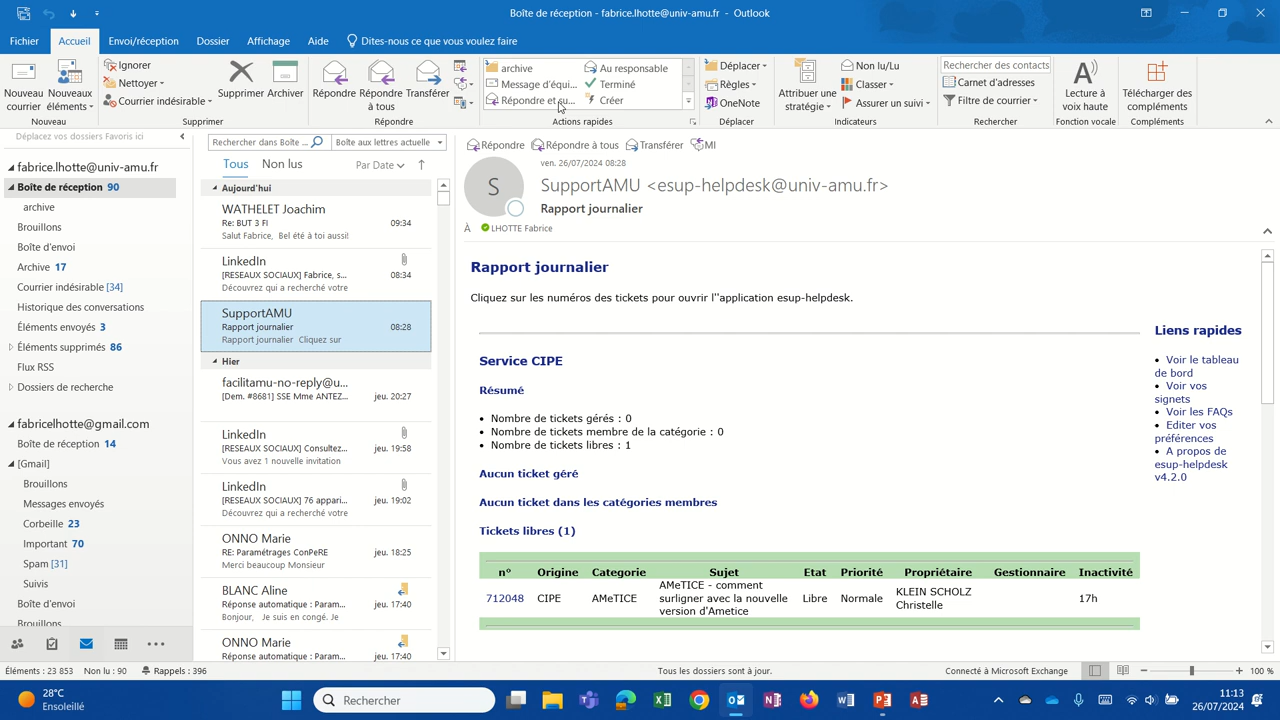 Boîte de réception - fabrice.lhotte@univ-amu.fr - Outlook
Fichier Accueil Envoi/réception Dossier Affichage Aide Dites-nous ce que vous voulez faire
Nouveau courrier
Nouveaux éléments
Nouveau
Ignorer
Nettoyer
Courrier indésirable
Supprimer
Archiver
Supprimer
Répondre
Répondre à tous
Transférer
Répondre
archive
Message d'équi...
Répondre et su...
Au responsable
Terminé
Créer
Actions rapides
Déplacer
Règles
OneNote
Déplacer
Attribuer une stratégie
Non lu/Lu
Classer
Assurer un suivi
Indicateurs
Rechercher des contacts
Carnet d'adresses
Filtre de courrier
Rechercher
Lecture à voix haute
Fonction vocale
Télécharger des compléments
Compléments
Déplacez vos dossiers Favoris ici
fabrice.lhotte@univ-amu.fr
Boîte de réception 90
archive
Brouillons
Boîte d'envoi
Archive 17
Courrier indésirable [34]
Historique des conversations
Éléments envoyés 3
Éléments supprimés 86
Flux RSS
Dossiers de recherche
fabricelhotte@gmail.com
Boîte de réception 14
[Gmail]
Brouillons
Messages envoyés
Corbeille 23
Important 70
Spam [31]
Suivis
Boîte d'envoi
Brouillons
Rechercher dans Boîte ...
Boîte aux lettres actuelle
Tous Non lus Par Date
Aujourd'hui
WATHELET Joachim
Re: BUT 3 FI 09:34
Salut Fabrice, Bel été à toi aussi!
LinkedIn
[RESEAUX SOCIAUX] Fabrice, s... 08:34
Découvrez qui a recherché votre
SupportAMU
Rapport journalier 08:28
Rapport journalier Cliquez sur
Hier
facilitamu-no-reply@u...
[Dem. #8681] SSE Mme ANTEZ... jeu. 20:27
LinkedIn
[RESEAUX SOCIAUX] Consultez... jeu. 19:58
Vous avez 1 nouvelle invitation
LinkedIn
[RESEAUX SOCIAUX] 76 appari... jeu. 19:02
Découvrez qui a recherché votre
ONNO Marie
RE: Paramétrages ConPeRE jeu. 18:25
Merci beaucoup Monsieur
BLANC Aline
Réponse automatique : Param... jeu. 17:40
Bonjour, Je suis en congé. Je
ONNO Marie
Réponse automatique : Param... jeu. 17:40
Répondre Répondre à tous Transférer MI
ven. 26/07/2024 08:28
S
SupportAMU <esup-helpdesk@univ-amu.fr>
Rapport journalier
À LHOTTE Fabrice
Rapport journalier
Cliquez sur les numéros des tickets pour ouvrir l''application esup-helpdesk.
Service CIPE
Résumé
• Nombre de tickets gérés : 0
• Nombre de tickets membre de la catégorie : 0
• Nombre de tickets libres : 1
Aucun ticket géré
Aucun ticket dans les catégories membres
Tickets libres (1)
n° Origine Categorie Sujet Etat Priorité Propriétaire Gestionnaire Inactivité
712048 CIPE AMeTICE AMeTICE - comment surligner avec la nouvelle version d'Ametice Libre Normale KLEIN SCHOLZ Christelle 17h
Liens rapides
• Voir le tableau
de bord
• Voir vos
signets
• Voir les FAQs
• Editer vos
préférences
• A propos de
esup-helpdesk
v4.2.0
Éléments : 23 853 Non lu : 90 Rappels : 396 Tous les dossiers sont à jour. Connecté à Microsoft Exchange 100 %
28°C
Ensoleillé
Rechercher
11:13
26/07/2024